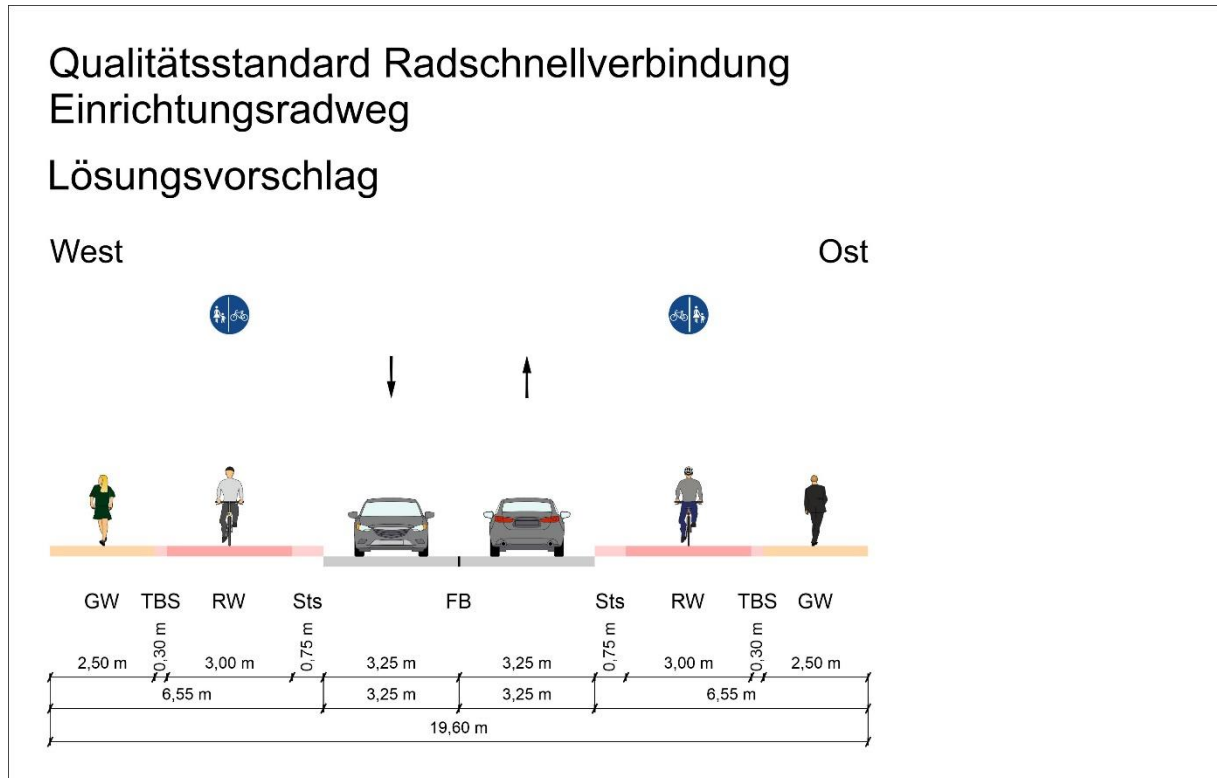 Qualitätsstandard Radschnellverbindung
Einrichtungsradweg
Lösungsvorschlag
West Ost
GW TBS RW Sts FB Sts RW TBS GW
2,50 m 0,30 m 3,00 m 0,75 m 3,25 m 3,25 m 0,75 m 3,00 m 0,30 m 2,50 m
6,55 m 3,25 m 3,25 m 6,55 m
19,60 m